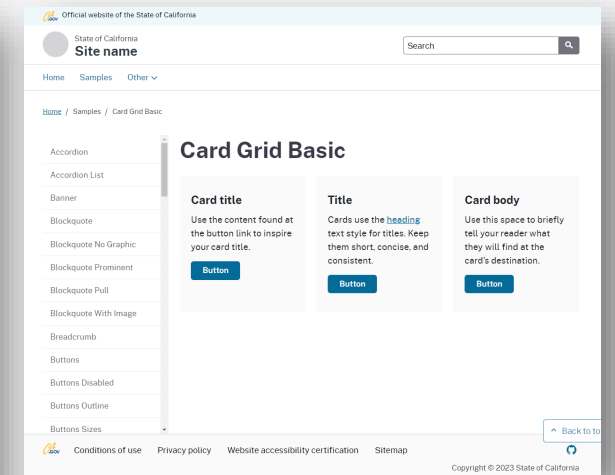 CA.GOV Official website of the State of California
State of California
Site name
Search
Home Samples Other
Home / Samples / Card Grid Basic
Accordion
Accordion List
Banner
Blockquote
Blockquote No Graphic
Blockquote Prominent
Blockquote Pull
Blockquote With Image
Breadcrumb
Buttons
Buttons Disabled
Buttons Outline
Buttons Sizes
Card Grid Basic
Card title
Use the content found at
the button link to inspire
your card title.
Button
Title
Cards use the heading
text style for titles. Keep
them short, concise, and
consistent.
Button
Card body
Use this space to briefly
tell your reader what
they will find at the
card's destination.
Button
Back to to
CA.GOV Conditions of use Privacy policy Website accessibility certification Sitemap
Copyright © 2023 State of California